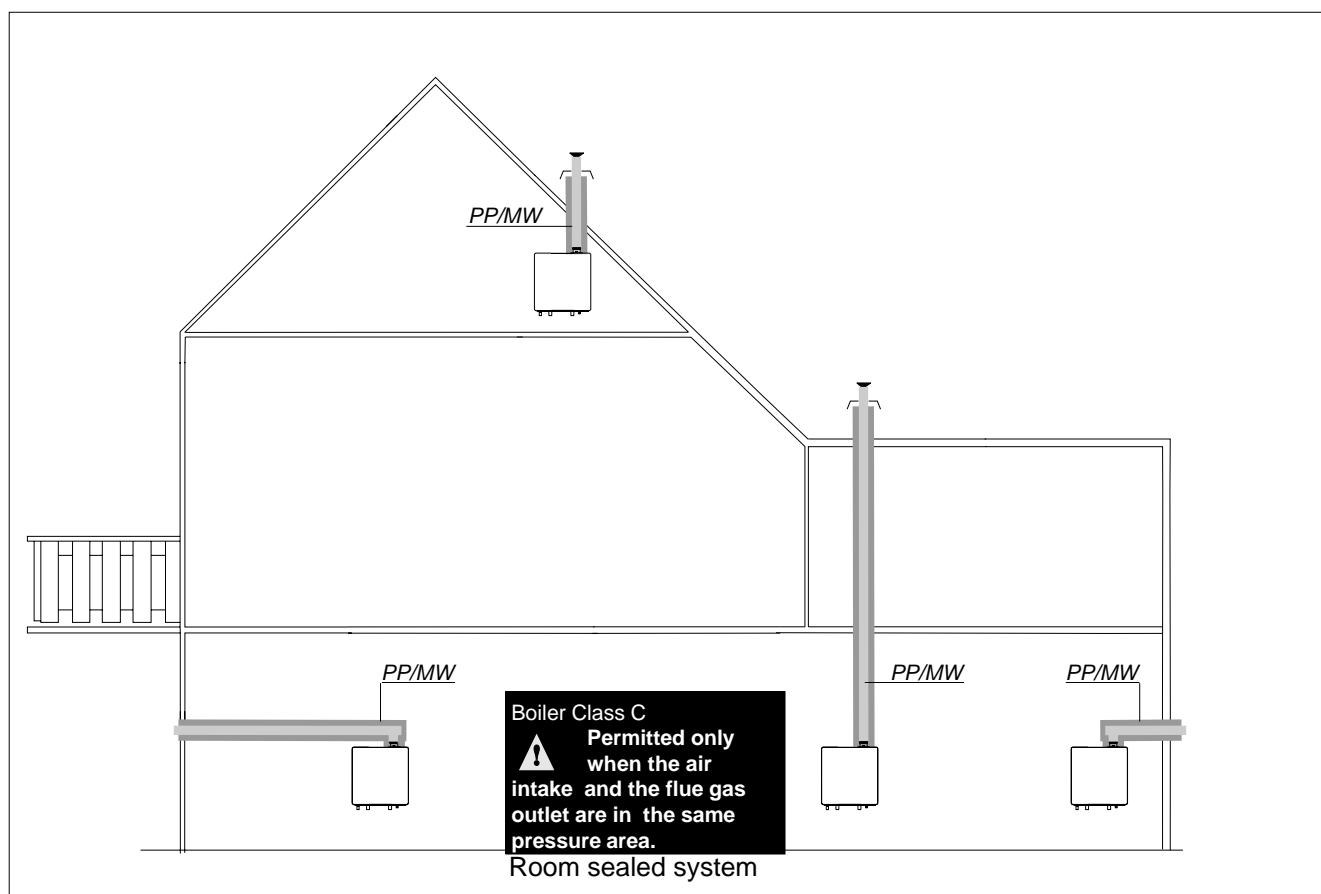 PP/MW
PP/MW
PP/MW
PP/MW
Boiler Class C
Permitted only
when the air
intake and the flue gas
outlet are in the same
pressure area.
Room sealed system